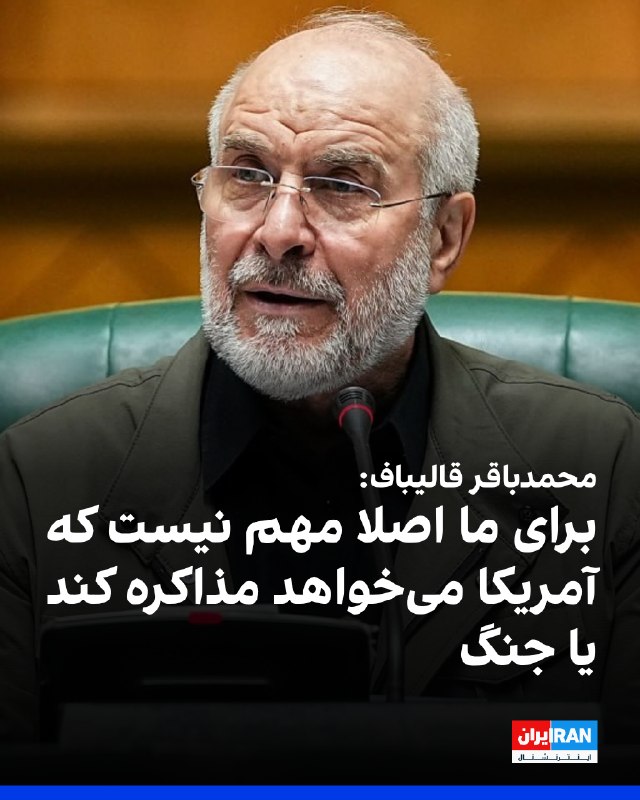 محمدباقر قالیباف:
برای ما اصلا مهم نیست که
آمریکا می‌خواهد مذاکره کند
یا جنگ
ایران IRAN
اینترنشنال